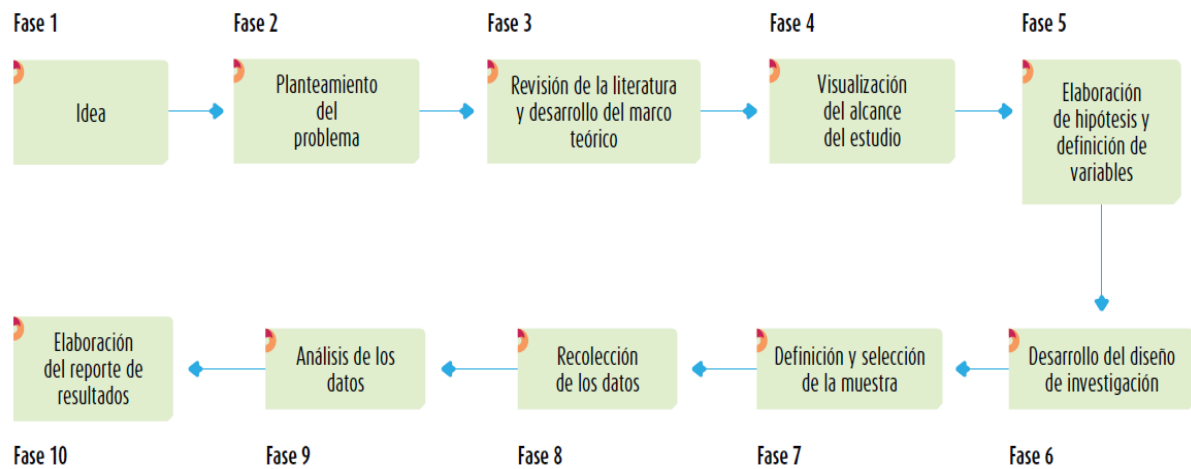 Fase 1
Idea
Fase 2
Planteamiento
del
problema
Fase 3
Revisión de la literatura
y desarrollo del marco
teórico
Fase 4
Visualización
del alcance
del estudio
Fase 5
Elaboración
de hipótesis y
definición de
variables
Desarrollo del diseño
de investigación
Fase 6
Definición y selección
de la muestra
Fase 7
Recolección
de los datos
Fase 8
Análisis de los
datos
Fase 9
Elaboración
del reporte de
resultados
Fase 10